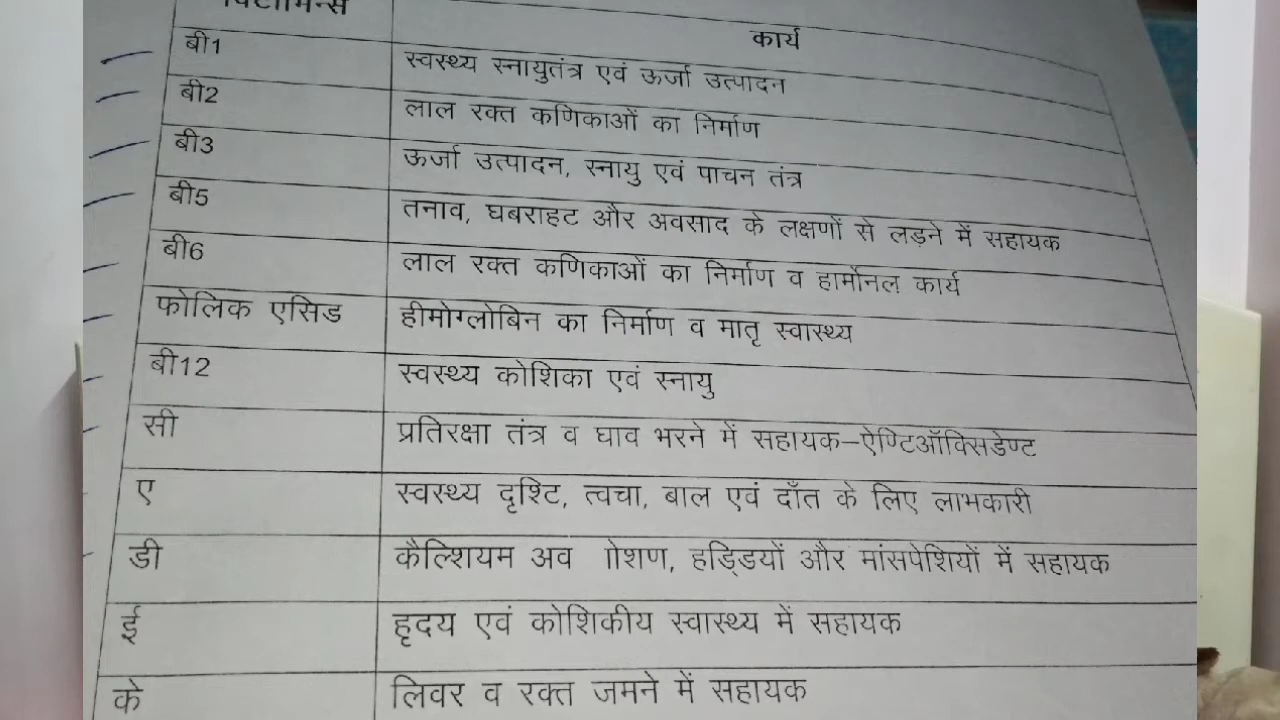 विटामिन्स
कार्य
बी1 स्वस्थ्य स्नायुतंत्र एवं ऊर्जा उत्पादन
बी2 लाल रक्त कणिकाओं का निर्माण
बी3 ऊर्जा उत्पादन, स्नायु एवं पाचन तंत्र
बी5 तनाव, घबराहट और अवसाद के लक्षणों से लड़ने में सहायक
बी6 लाल रक्त कणिकाओं का निर्माण व हार्मोनल कार्य
फोलिक एसिड हीमोग्लोबिन का निर्माण व मातृ स्वास्थ्य
बी12 स्वस्थ्य कोशिका एवं स्नायु
सी प्रतिरक्षा तंत्र व घाव भरने में सहायक–ऐण्टिऑक्सिडेण्ट
ए स्वस्थ्य दृश्टि, त्वचा, बाल एवं दाँत के लिए लाभकारी
डी कैल्शियम अव ाोशण, हड्डियों और मांसपेशियों में सहायक
ई हृदय एवं कोशिकीय स्वास्थ्य में सहायक
के लिवर व रक्त जमने में सहायक